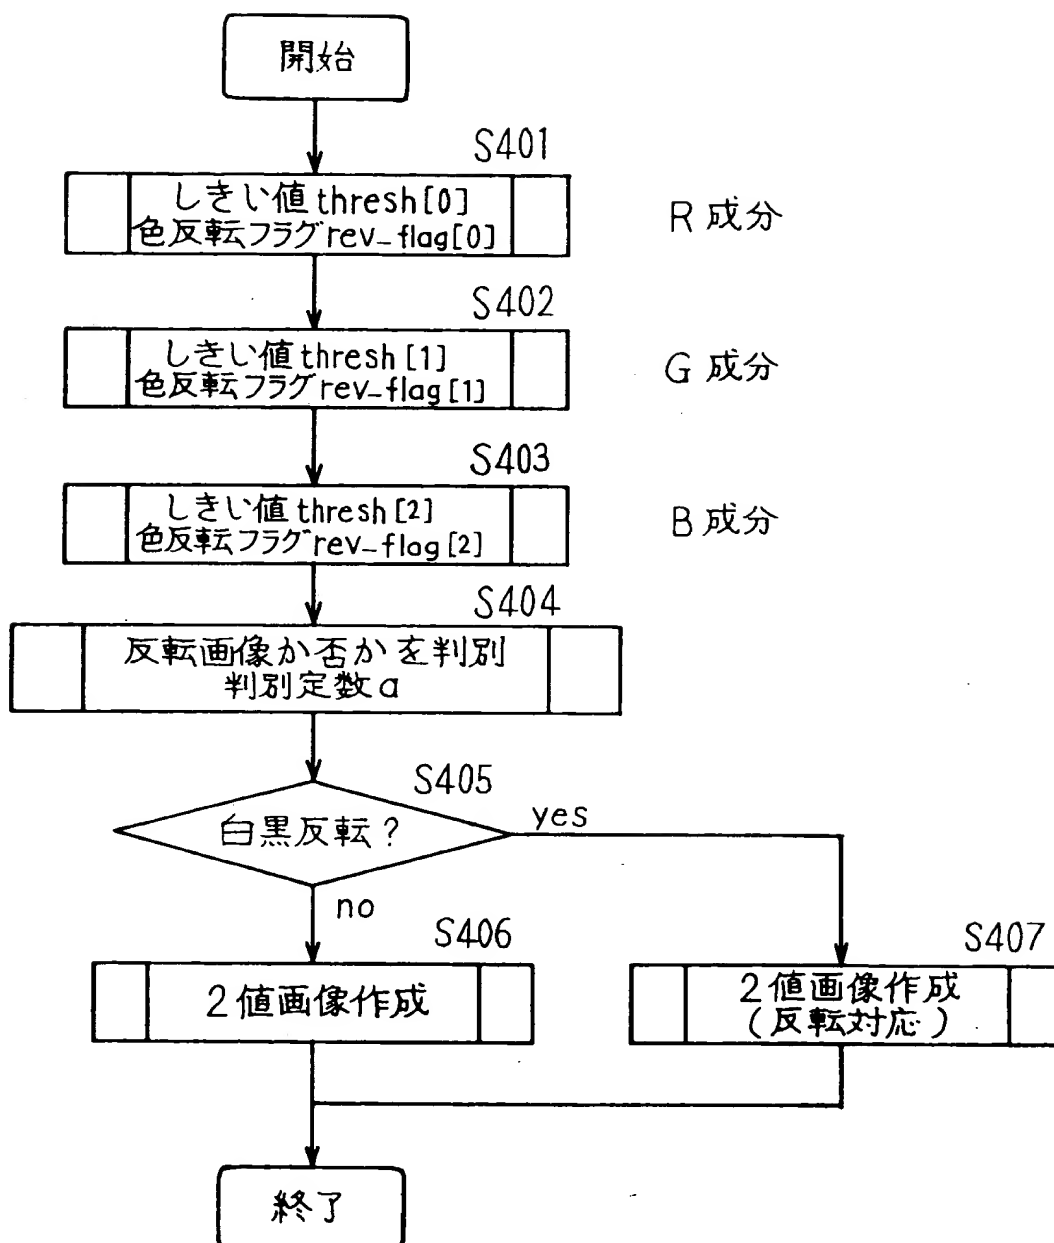 開始
S401
しきい値thresh[0]
色反転フラグrev_flag[0]
R成分
S402
しきい値thresh[1]
色反転フラグrev_flag[1]
G成分
S403
しきい値thresh[2]
色反転フラグrev_flag[2]
B成分
S404
反転画像か否かを判別
判別定数a
S405
白黒反転?
yes
no
S406
2値画像作成
S407
2値画像作成
(反転対応)
終了